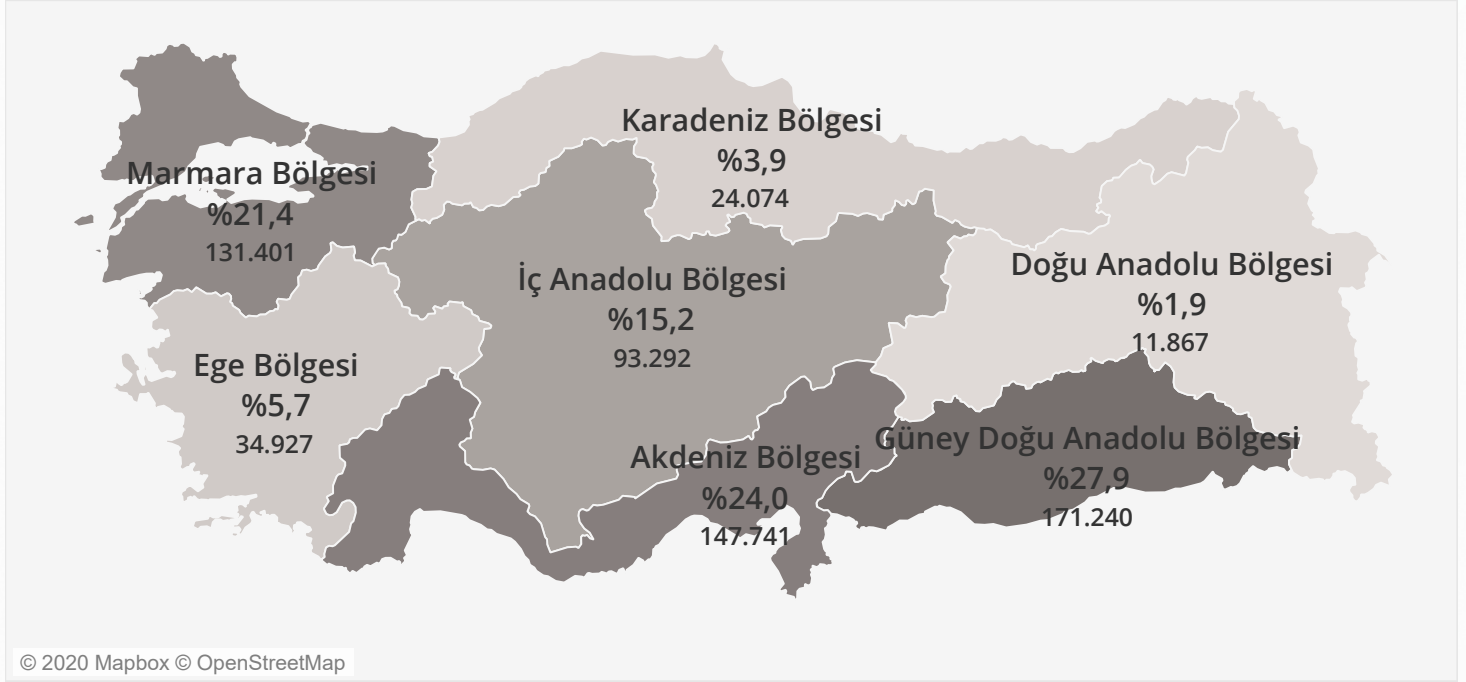 Karadeniz Bölgesi
%3,9
24.074
Marmara Bölgesi
%21,4
131.401
İç Anadolu Bölgesi
%15,2
93.292
Doğu Anadolu Bölgesi
%1,9
11.867
Ege Bölgesi
%5,7
34.927
Akdeniz Bölgesi
%24,0
147.741
Güney Doğu Anadolu Bölgesi
%27,9
171.240
© 2020 Mapbox © OpenStreetMap